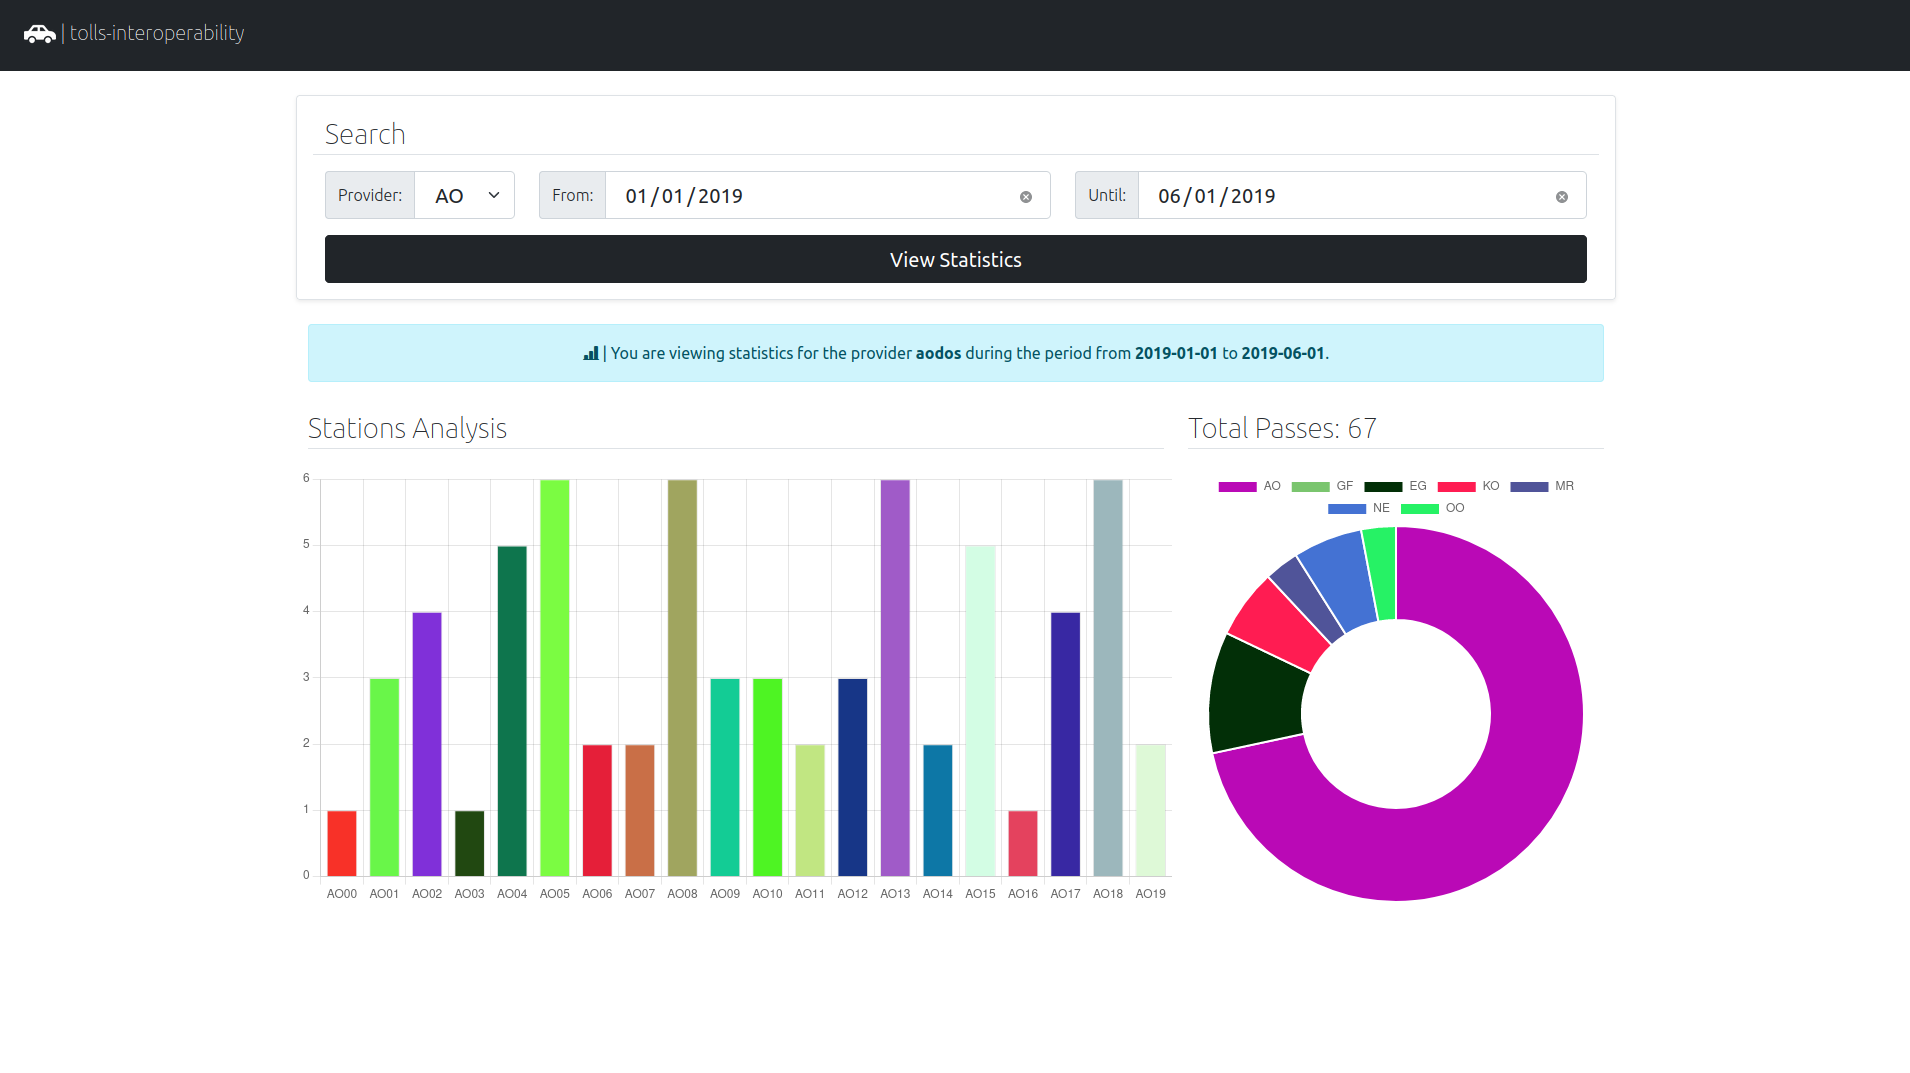 | tolls-interoperability
Search
Provider: AO From: 01/01/2019 Until: 06/01/2019
View Statistics
| You are viewing statistics for the provider aodos during the period from 2019-01-01 to 2019-06-01.
Stations Analysis
6
5
4
3
2
1
0
AO00 AO01 AO02 AO03 AO04 AO05 AO06 AO07 AO08 AO09 AO10 AO11 AO12 AO13 AO14 AO15 AO16 AO17 AO18 AO19
Total Passes: 67
AO GF EG KO MR
NE OO